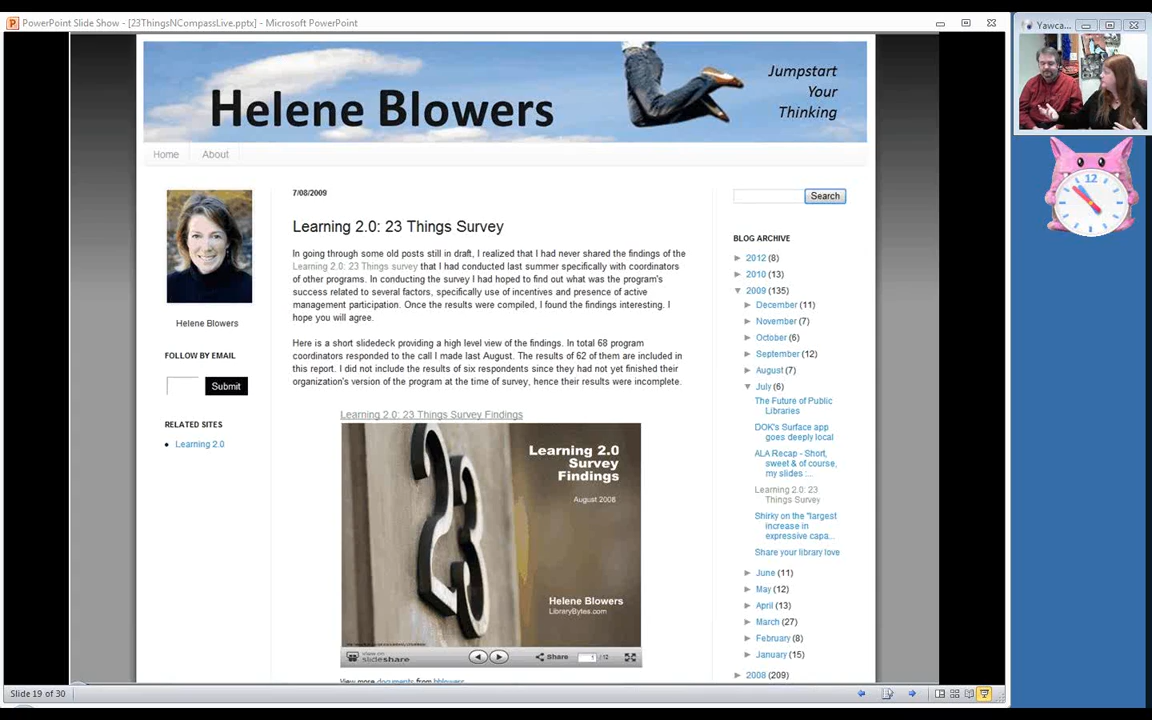 PowerPoint Slide Show - [23ThingsNCompassLive.pptx] - Microsoft PowerPoint
Yawca...
Helene Blowers
Jumpstart
Your
Thinking
Home
About
Helene Blowers
FOLLOW BY EMAIL
Submit
RELATED SITES
Learning 2.0
7/08/2009
Learning 2.0: 23 Things Survey
In going through some old posts still in draft, I realized that I had never shared the findings of the
Learning 2.0: 23 Things survey that I had conducted last summer specifically with coordinators
of other programs. In conducting the survey I had hoped to find out what was the program's
success related to several factors, specifically use of incentives and presence of active
management participation. Once the results were compiled, I found the findings interesting. I
hope you will agree.
Here is a short slidedeck providing a high level view of the findings. In total 68 program
coordinators responded to the call I made last August. The results of 62 of them are included in
this report. I did not include the results of six respondents since they had not yet finished their
organization's version of the program at the time of survey, hence their results were incomplete.
Learning 2.0: 23 Things Survey Findings
23
Learning 2.0
Survey
Findings
August 2008
Helene Blowers
LibraryBytes.com
view on
slideshare
Share
1
/ 12
View more documents from hblowers
Search
BLOG ARCHIVE
► 2012 (8)
► 2010 (13)
▼ 2009 (135)
► December (11)
► November (7)
► October (6)
► September (12)
► August (7)
▼ July (6)
The Future of Public
Libraries
DOK's Surface app
goes deeply local
ALA Recap - Short,
sweet & of course,
my slides :...
Learning 2.0: 23
Things Survey
Shirky on the "largest
increase in
expressive capa...
Share your library love
► June (11)
► May (12)
► April (13)
► March (27)
► February (8)
► January (15)
► 2008 (209)
12
Slide 19 of 30